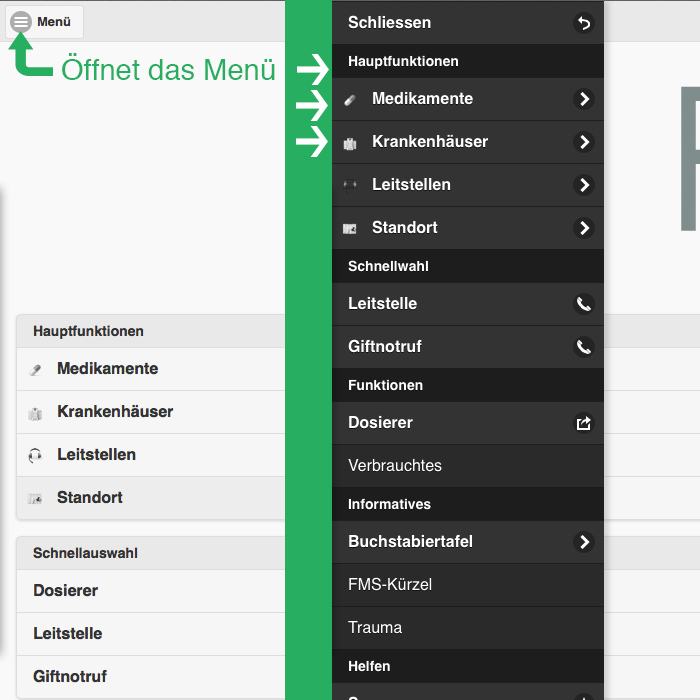 Menü
Öffnet das Menü
Hauptfunktionen
Medikamente
Krankenhäuser
Leitstellen
Standort
Schnellauswahl
Dosierer
Leitstelle
Giftnotruf
Schliessen
Hauptfunktionen
Medikamente
Krankenhäuser
Leitstellen
Standort
Schnellwahl
Leitstelle
Giftnotruf
Funktionen
Dosierer
Verbrauchtes
Informatives
Buchstabiertafel
FMS-Kürzel
Trauma
Helfen